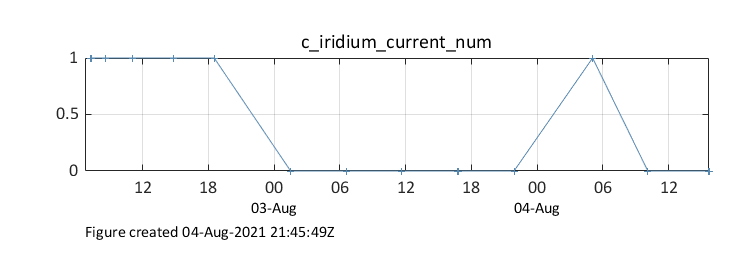 c_iridium_current_num
1
0.5
0
12 18 00 06 12 18 00 06 12
03-Aug 04-Aug
Figure created 04-Aug-2021 21:45:49Z